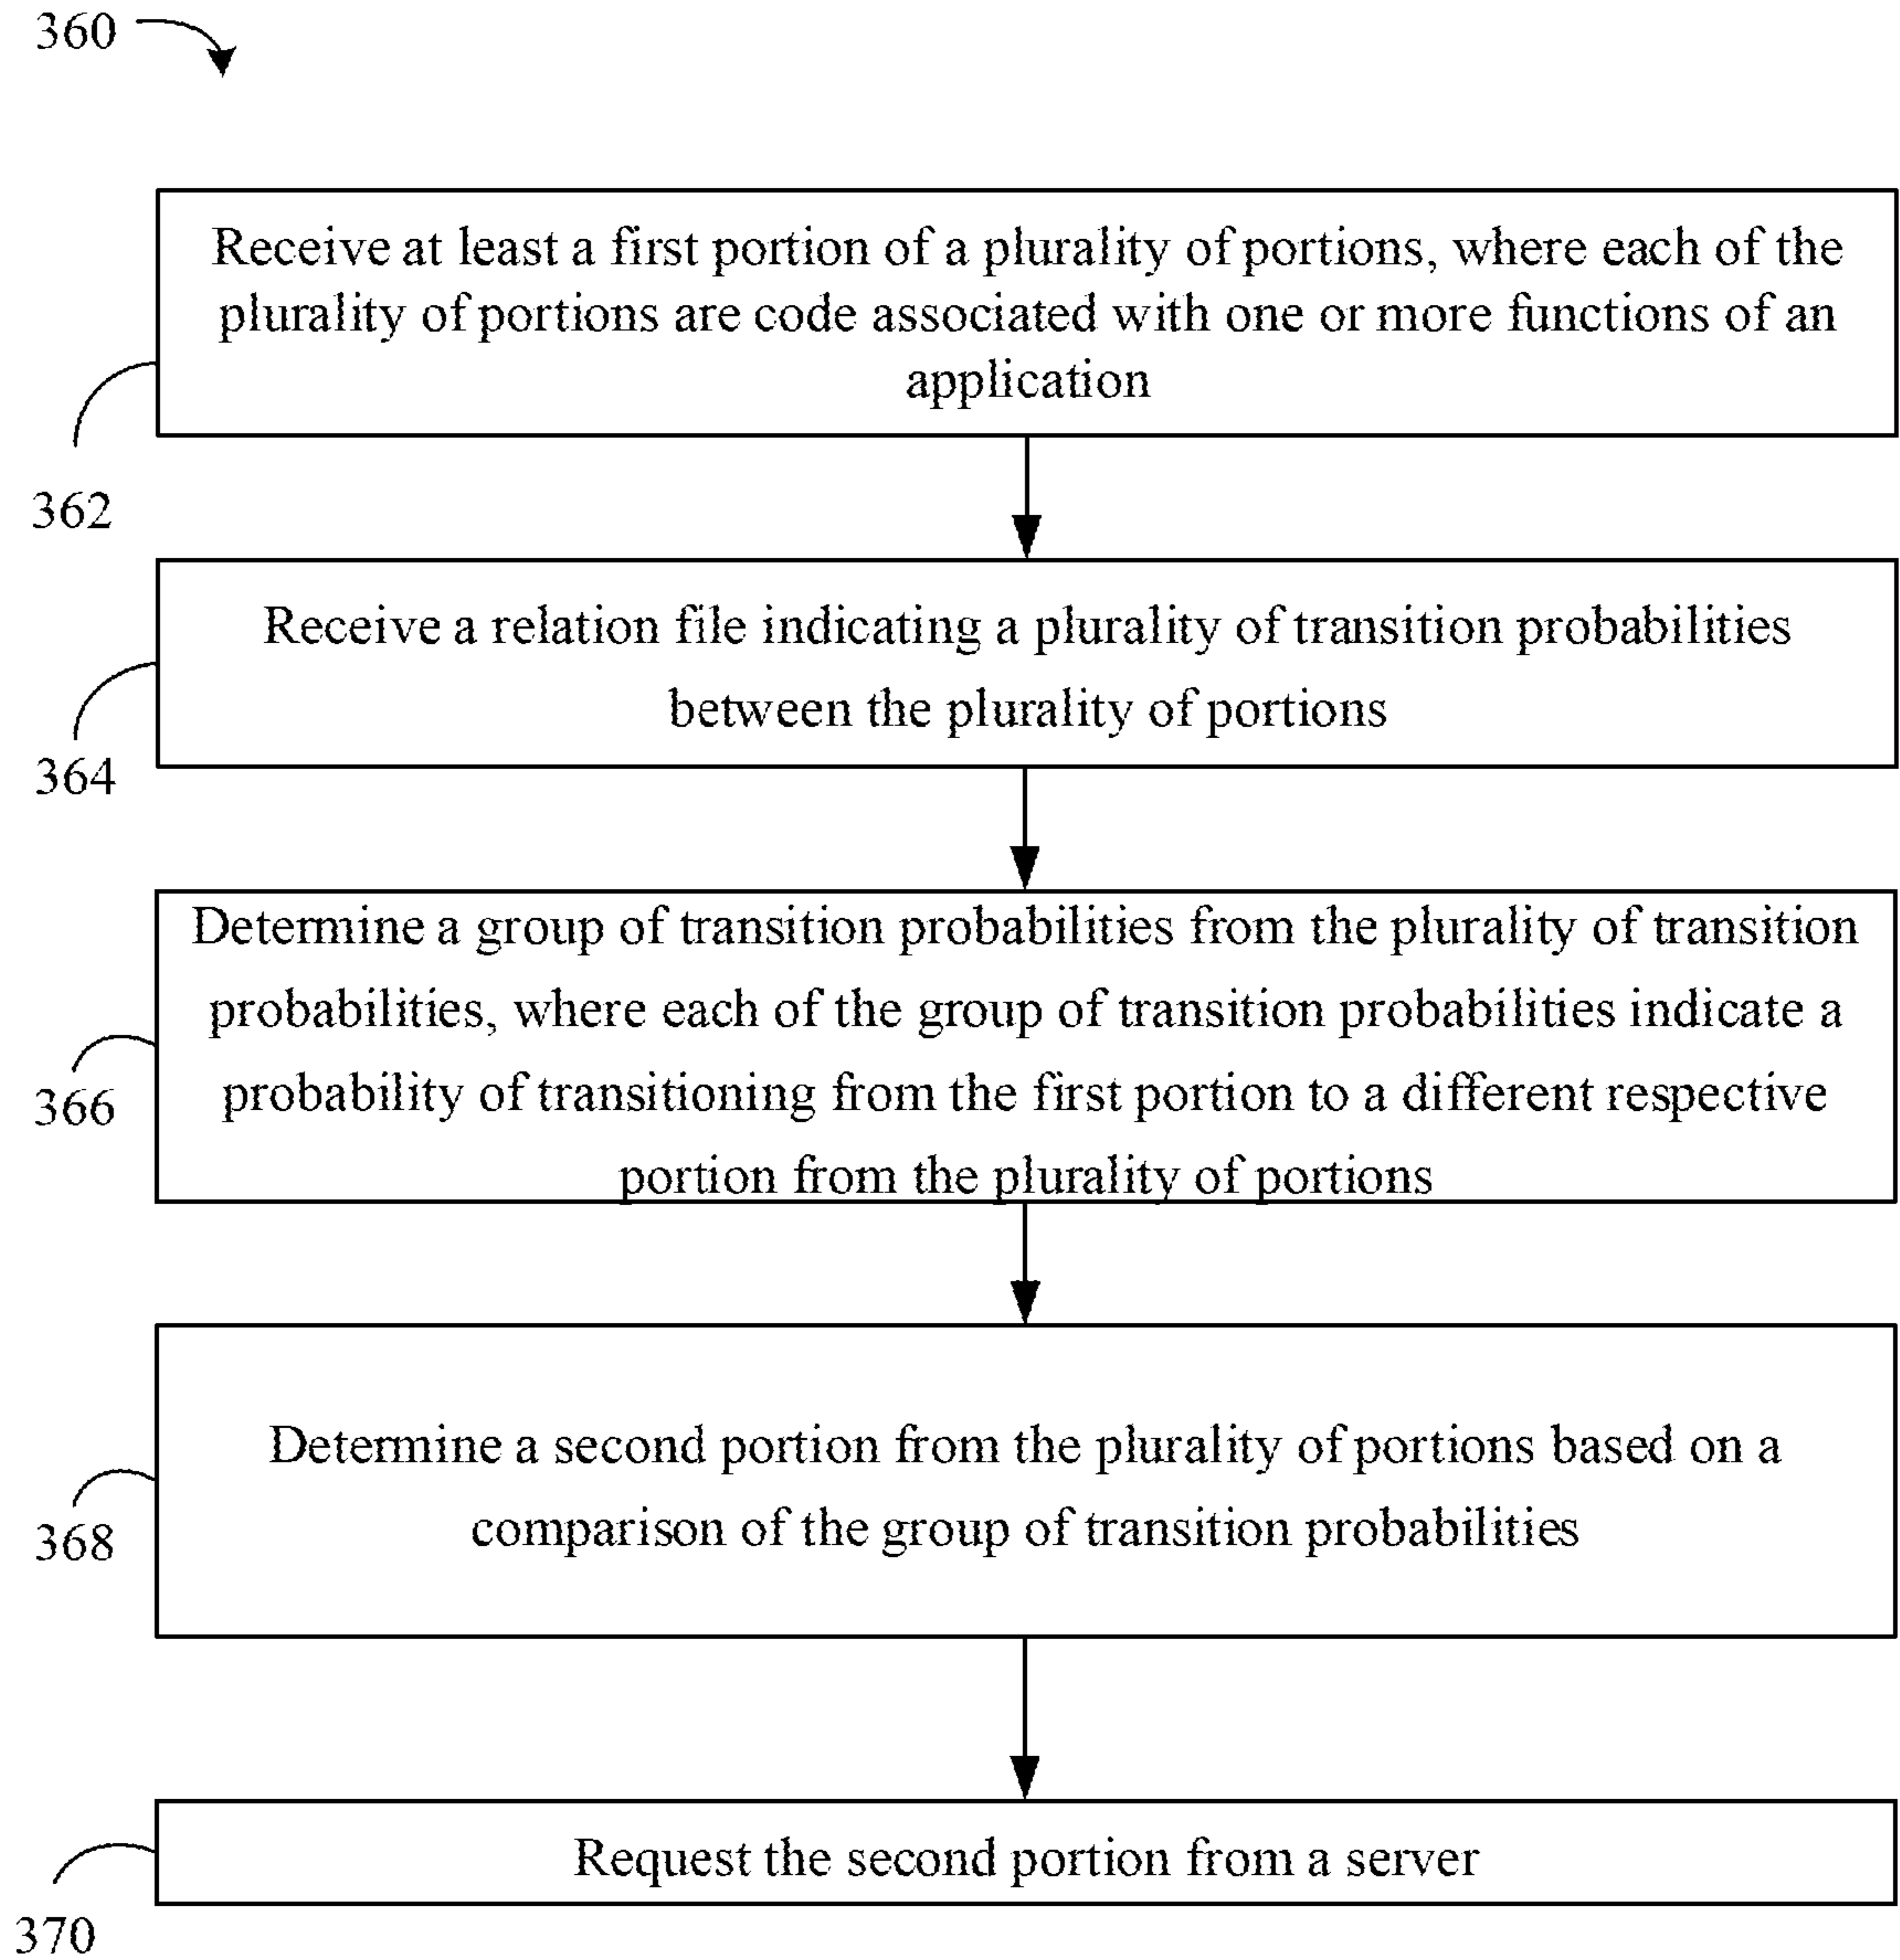 360
Receive at least a first portion of a plurality of portions, where each of the
plurality of portions are code associated with one or more functions of an
application
362
Receive a relation file indicating a plurality of transition probabilities
between the plurality of portions
364
Determine a group of transition probabilities from the plurality of transition
probabilities, where each of the group of transition probabilities indicate a
probability of transitioning from the first portion to a different respective
portion from the plurality of portions
366
Determine a second portion from the plurality of portions based on a
comparison of the group of transition probabilities
368
Request the second portion from a server
370